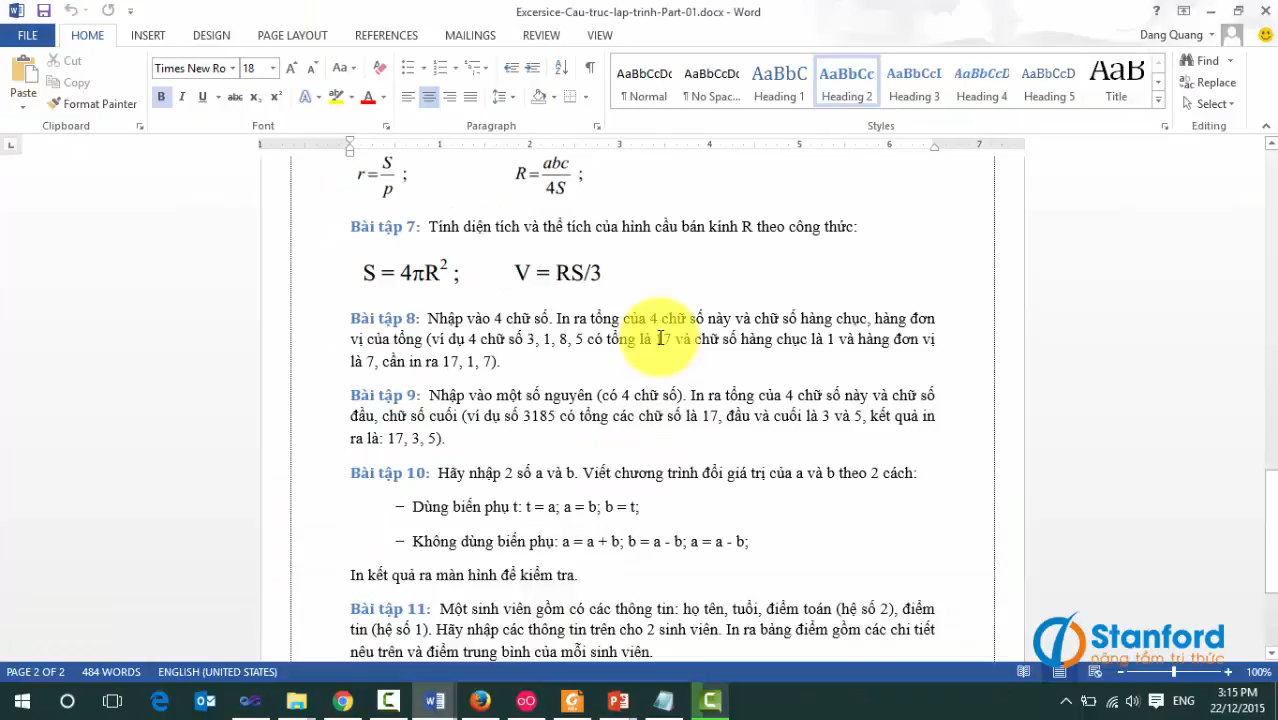 Excersice-Cau-truc-lap-trinh-Part-01.docx - Word
FILE HOME INSERT DESIGN PAGE LAYOUT REFERENCES MAILINGS REVIEW VIEW Dang Quang
Cut Times New Ro 18 Aa AaBbCcDc AaBbCcDc AaBbC AaBbCc AaBbCcI AaBbCcD AaBbCcD AaB Find
Copy Replace
Paste Format Painter B I U abc x2 x2 A A ¶ Normal ¶ No Spac... Heading 1 Heading 2 Heading 3 Heading 4 Heading 5 Title Select
Clipboard Font Paragraph Styles Editing
1 1 2 3 4 5 6 7
r = S/p ; R = abc/4S ;
Bài tập 7: Tính diện tích và thể tích của hình cầu bán kính R theo công thức:
S = 4πR² ; V = RS/3
Bài tập 8: Nhập vào 4 chữ số. In ra tổng của 4 chữ số này và chữ số hàng chục, hàng đơn
vị của tổng (ví dụ 4 chữ số 3, 1, 8, 5 có tổng là 17 và chữ số hàng chục là 1 và hàng đơn vị
là 7, cần in ra 17, 1, 7).
Bài tập 9: Nhập vào một số nguyên (có 4 chữ số). In ra tổng của 4 chữ số này và chữ số
đầu, chữ số cuối (ví dụ số 3185 có tổng các chữ số là 17, đầu và cuối là 3 và 5, kết quả in
ra là: 17, 3, 5).
Bài tập 10: Hãy nhập 2 số a và b. Viết chương trình đổi giá trị của a và b theo 2 cách:
− Dùng biến phụ t: t = a; a = b; b = t;
− Không dùng biến phụ: a = a + b; b = a - b; a = a - b;
In kết quả ra màn hình để kiểm tra.
Bài tập 11: Một sinh viên gồm có các thông tin: họ tên, tuổi, điểm toán (hệ số 2), điểm
tin (hệ số 1). Hãy nhập các thông tin trên cho 2 sinh viên. In ra bảng điểm gồm các chi tiết
nêu trên và điểm trung bình của mỗi sinh viên.
Stanford
nâng tầm tri thức
PAGE 2 OF 2 484 WORDS ENGLISH (UNITED STATES) 100%
ENG 3:15 PM
22/12/2015